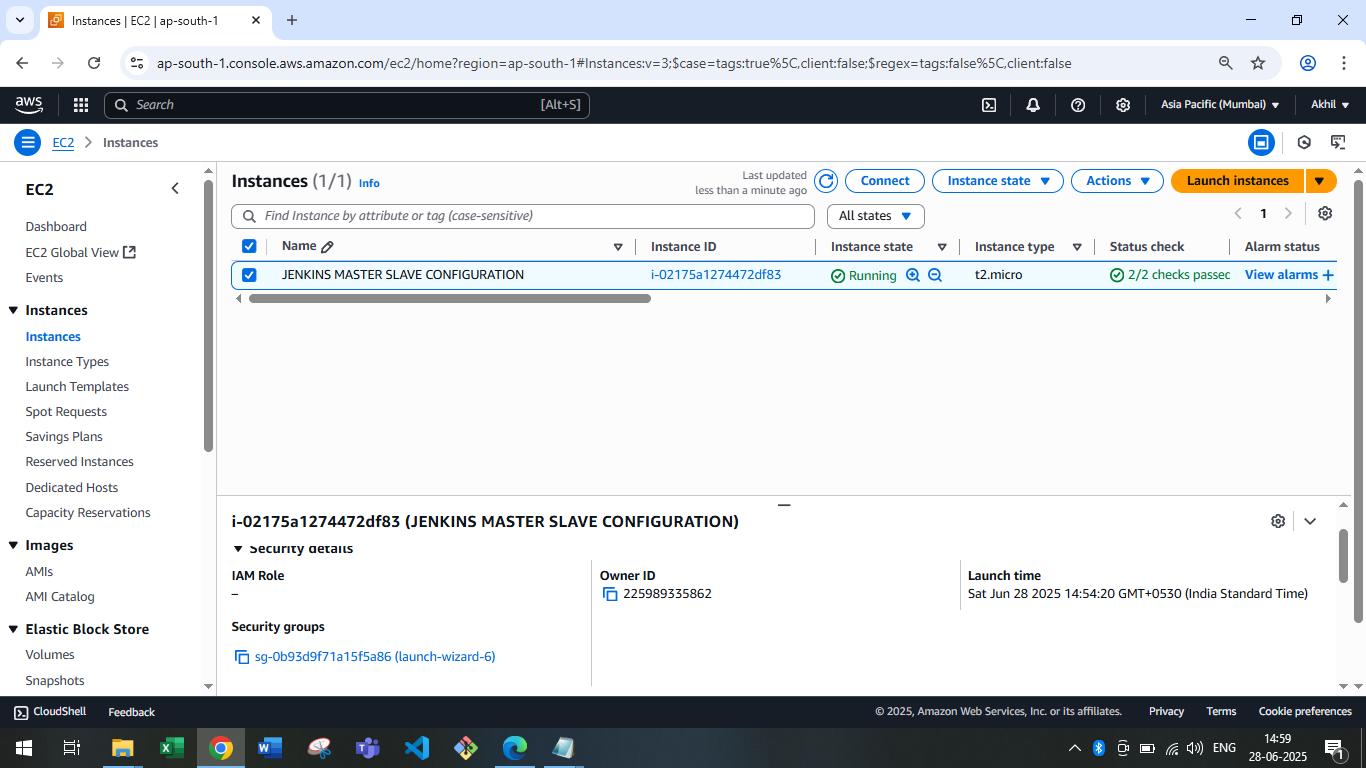 Instances | EC2 | ap-south-1
ap-south-1.console.aws.amazon.com/ec2/home?region=ap-south-1#Instances:v=3;$case=tags:true%5C,client:false;$regex=tags:false%5C,client:false
aws
Search
[Alt+S]
Asia Pacific (Mumbai)
Akhil
EC2
Instances
EC2
Dashboard
EC2 Global View
Events
Instances
Instances
Instance Types
Launch Templates
Spot Requests
Savings Plans
Reserved Instances
Dedicated Hosts
Capacity Reservations
Images
AMIs
AMI Catalog
Elastic Block Store
Volumes
Snapshots
Instances (1/1) Info
Last updated
less than a minute ago
Connect
Instance state
Actions
Launch instances
Find Instance by attribute or tag (case-sensitive)
All states
1
Name Instance ID Instance state Instance type Status check Alarm status
JENKINS MASTER SLAVE CONFIGURATION i-02175a1274472df83 Running t2.micro 2/2 checks passec View alarms +
i-02175a1274472df83 (JENKINS MASTER SLAVE CONFIGURATION)
Security details
IAM Role
–
Owner ID
225989335862
Launch time
Sat Jun 28 2025 14:54:20 GMT+0530 (India Standard Time)
Security groups
sg-0b93d9f71a15f5a86 (launch-wizard-6)
CloudShell
Feedback
© 2025, Amazon Web Services, Inc. or its affiliates.
Privacy
Terms
Cookie preferences
ENG
14:59
28-06-2025
1